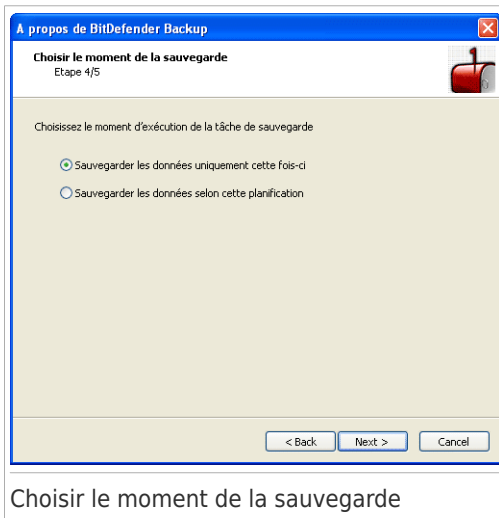 A propos de BitDefender Backup
Choisir le moment de la sauvegarde
Etape 4/5
Choisissez le moment d'exécution de la tâche de sauvegarde
Sauvegarder les données uniquement cette fois-ci
Sauvegarder les données selon cette planification
< Back Next > Cancel
Choisir le moment de la sauvegarde